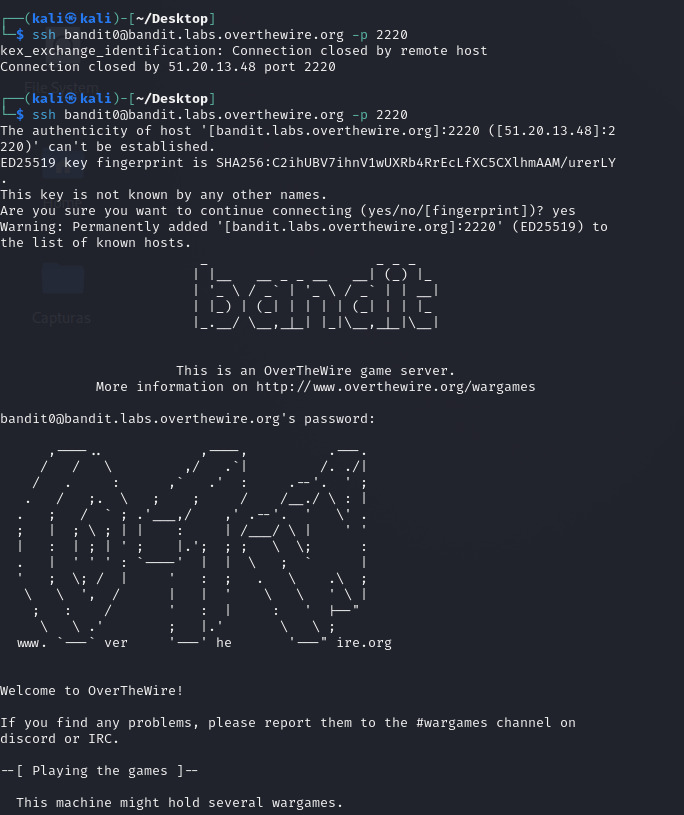 ┌──(kali㉿kali)-[~/Desktop]
└─$ ssh bandit0@bandit.labs.overthewire.org -p 2220
kex_exchange_identification: Connection closed by remote host
Connection closed by 51.20.13.48 port 2220
File System
┌──(kali㉿kali)-[~/Desktop]
└─$ ssh bandit0@bandit.labs.overthewire.org -p 2220
The authenticity of host '[bandit.labs.overthewire.org]:2220 ([51.20.13.48]:2
220)' can't be established.
ED25519 key fingerprint is SHA256:C2ihUBV7ihnV1wUXRb4RrEcLfXC5CXlhmAAM/urerLY
.
This key is not known by any other names.
Are you sure you want to continue connecting (yes/no/[fingerprint])? yes
Warning: Permanently added '[bandit.labs.overthewire.org]:2220' (ED25519) to
the list of known hosts.
bandit
Capturas
This is an OverTheWire game server.
More information on http://www.overthewire.org/wargames
bandit0@bandit.labs.overthewire.org's password:
www. ver he ire.org
Welcome to OverTheWire!
If you find any problems, please report them to the #wargames channel on
discord or IRC.
--[ Playing the games ]--
This machine might hold several wargames.